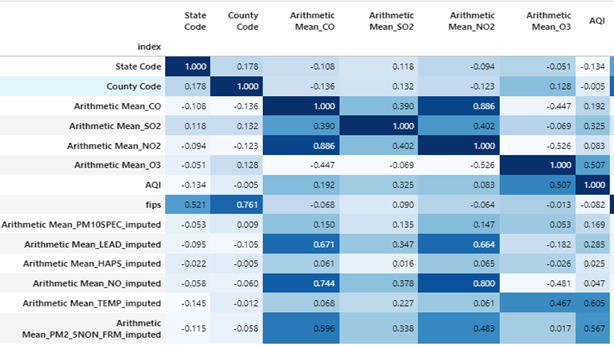 State Code County Code Arithmetic Mean_CO Arithmetic Mean_SO2 Arithmetic Mean_NO2 Arithmetic Mean_O3 AQI
index
State Code 1.000 0.178 -0.108 0.118 -0.094 -0.051 -0.134
County Code 0.178 1.000 -0.136 0.132 -0.123 0.128 -0.005
Arithmetic Mean_CO -0.108 -0.136 1.000 0.390 0.886 -0.447 0.192
Arithmetic Mean_SO2 0.118 0.132 0.390 1.000 0.402 -0.069 0.325
Arithmetic Mean_NO2 -0.094 -0.123 0.886 0.402 1.000 -0.526 0.083
Arithmetic Mean_O3 -0.051 0.128 -0.447 -0.069 -0.526 1.000 0.507
AQI -0.134 -0.005 0.192 0.325 0.083 0.507 1.000
fips 0.521 0.761 -0.068 0.090 -0.064 -0.013 -0.082
Arithmetic Mean_PM10SPEC_imputed -0.053 0.009 0.150 0.135 0.147 0.053 0.169
Arithmetic Mean_LEAD_imputed -0.095 -0.105 0.671 0.347 0.664 -0.182 0.285
Arithmetic Mean_HAPS_imputed -0.022 -0.005 0.061 0.016 0.065 -0.026 0.025
Arithmetic Mean_NO_imputed -0.058 -0.060 0.744 0.378 0.800 -0.481 0.047
Arithmetic Mean_TEMP_imputed -0.145 -0.012 0.068 -0.227 0.061 0.467 0.605
Arithmetic
Mean_PM2_5NON_FRM_imputed -0.115 -0.058 0.596 0.338 0.483 0.017 0.567